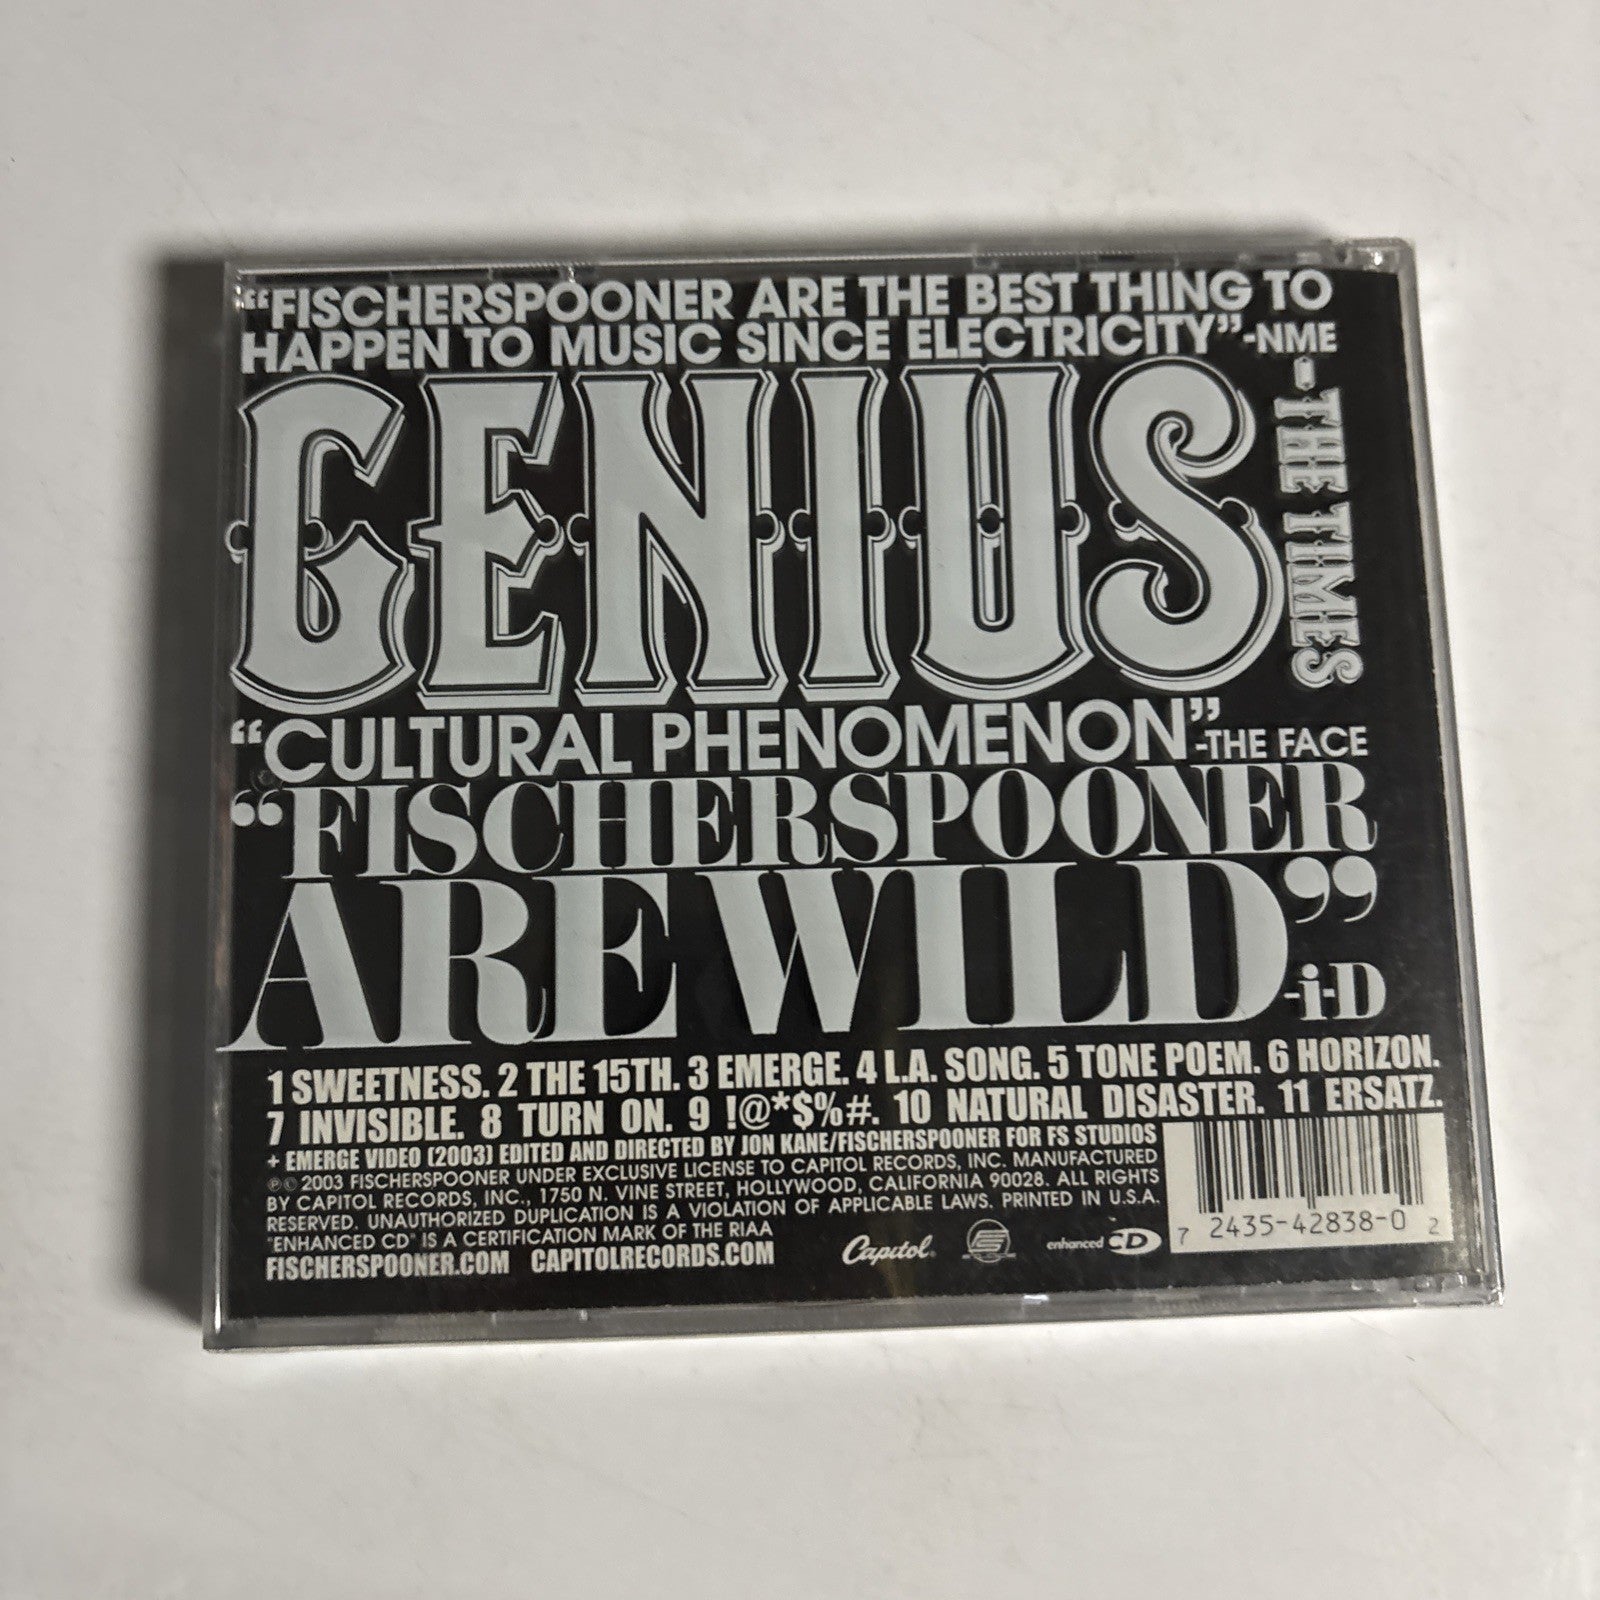 “FISCHERSPOONER ARE THE BEST THING TO
HAPPEN TO MUSIC SINCE ELECTRICITY”-NME
GENIUS
- THE TIMES
“CULTURAL PHENOMENON”-THE FACE
“FISCHERSPOONER
ARE WILD”-i-D
1 SWEETNESS. 2 THE 15TH. 3 EMERGE. 4 L.A. SONG. 5 TONE POEM. 6 HORIZON.
7 INVISIBLE. 8 TURN ON. 9 !@*$%#. 10 NATURAL DISASTER. 11 ERSATZ.
+ EMERGE VIDEO (2003) EDITED AND DIRECTED BY JON KANE/FISCHERSPOONER FOR FS STUDIOS
℗© 2003 FISCHERSPOONER UNDER EXCLUSIVE LICENSE TO CAPITOL RECORDS, INC. MANUFACTURED
BY CAPITOL RECORDS, INC., 1750 N. VINE STREET, HOLLYWOOD, CALIFORNIA 90028. ALL RIGHTS
RESERVED. UNAUTHORIZED DUPLICATION IS A VIOLATION OF APPLICABLE LAWS. PRINTED IN U.S.A.
"ENHANCED CD" IS A CERTIFICATION MARK OF THE RIAA
FISCHERSPOONER.COM CAPITOLRECORDS.COM
Capitol®
enhanced CD
7 2435-42838-0 2